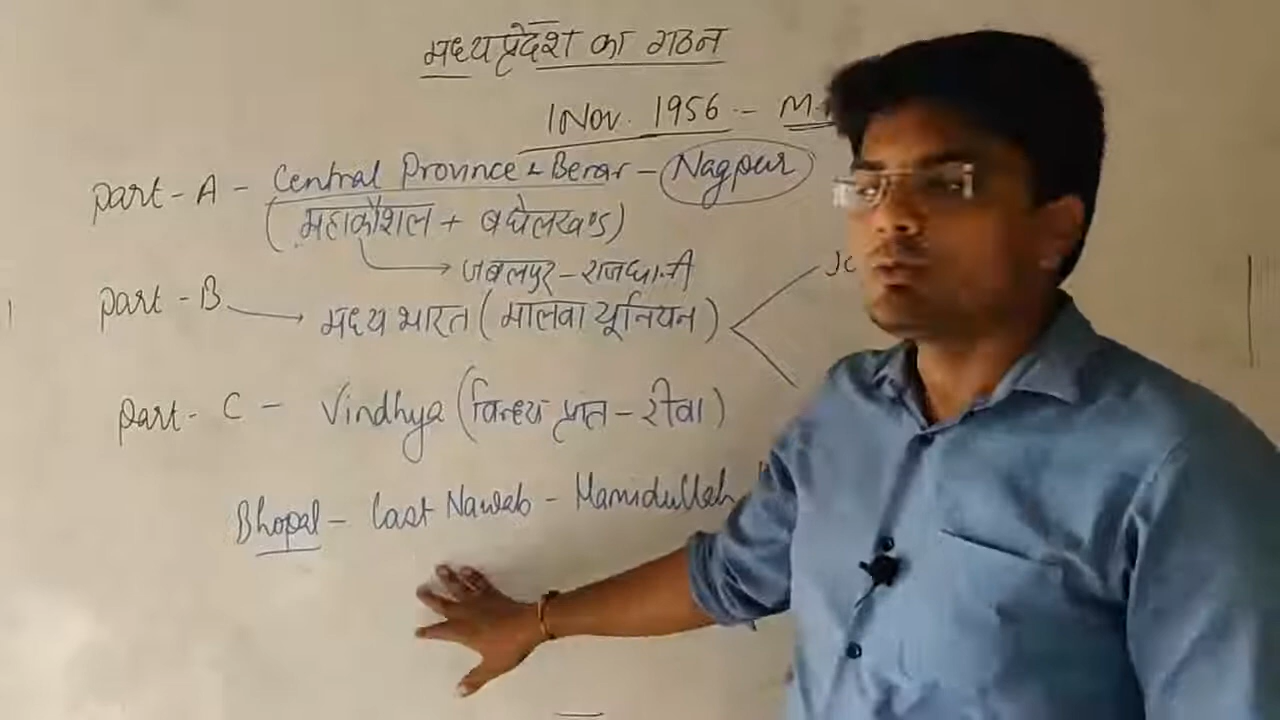 मध्यप्रदेश का गठन
1 Nov. 1956 :- M.
Part-A - Central Province & Berar - Nagpur
(महाकौशल + बघेलखण्ड)
जबलपुर - राजधानी
Part-B मध्य भारत (मालवा यूनियन)
Part-C - Vindhya (विन्ध्य प्रान्त - रीवा)
Bhopal - last Nawab - Hamidullah